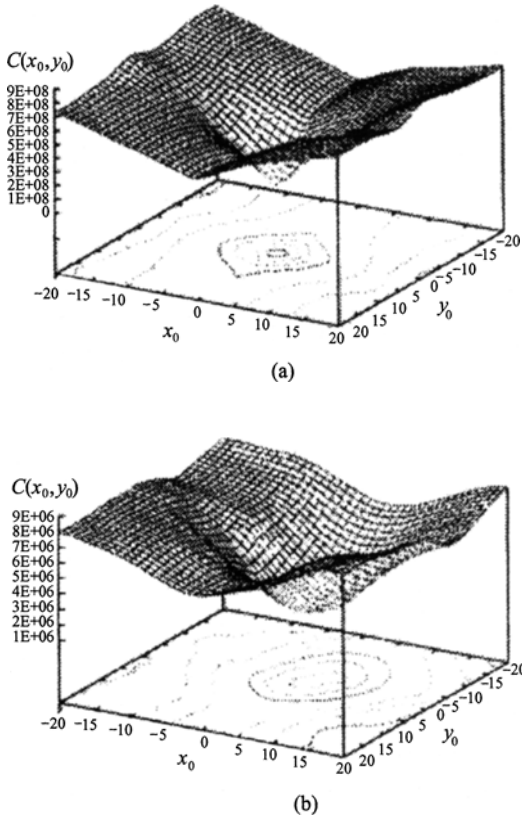 C(x₀,y₀)
9E+08
8E+08
7E+08
6E+08
5E+08
4E+08
3E+08
2E+08
1E+08
0
−20 −15 −10 −5 0 5 10 15 20
x₀
20 15 10 5 0 −5 −10 −15 −20
y₀
(a)
C(x₀,y₀)
9E+06
8E+06
7E+06
6E+06
5E+06
4E+06
3E+06
2E+06
1E+06
−20 −15 −10 −5 0 5 10 15 20
x₀
20 15 10 5 0 −5 −10 −15 −20
y₀
(b)